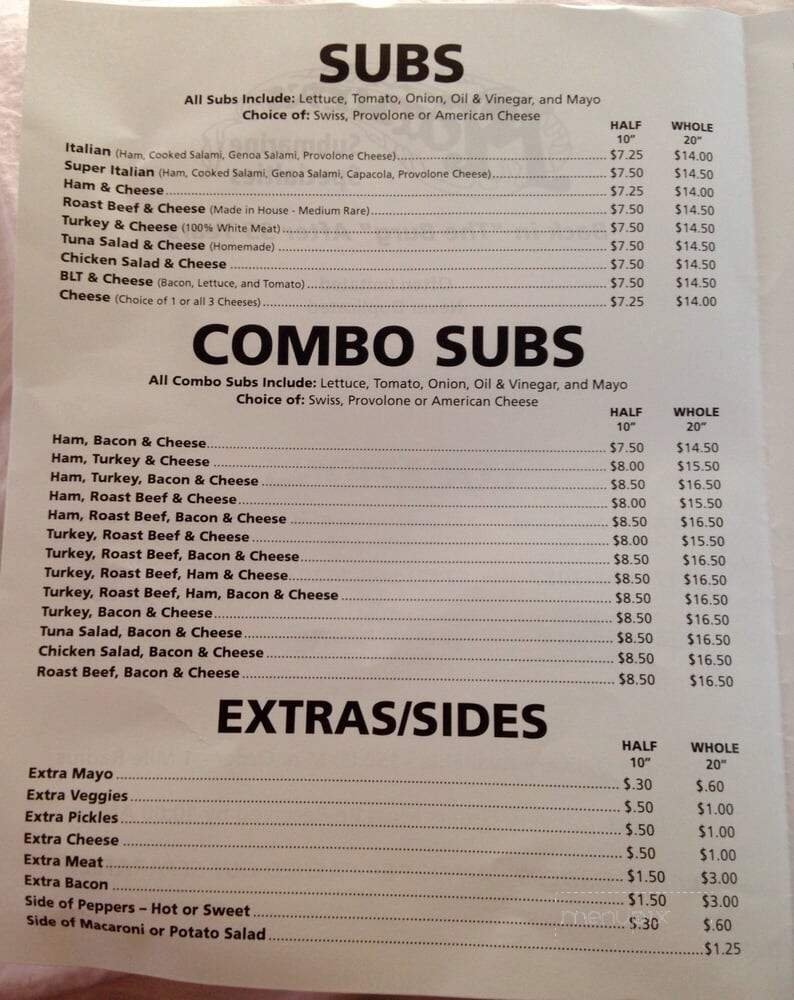 SUBS
All Subs Include: Lettuce, Tomato, Onion, Oil & Vinegar, and Mayo
Choice of: Swiss, Provolone or American Cheese
HALF WHOLE
10" 20"
Italian (Ham, Cooked Salami, Genoa Salami, Provolone Cheese) $7.25 $14.00
Super Italian (Ham, Cooked Salami, Genoa Salami, Capacola, Provolone Cheese) $7.50 $14.50
Ham & Cheese $7.25 $14.00
Roast Beef & Cheese (Made in House - Medium Rare) $7.50 $14.50
Turkey & Cheese (100% White Meat) $7.50 $14.50
Tuna Salad & Cheese (Homemade) $7.50 $14.50
Chicken Salad & Cheese $7.50 $14.50
BLT & Cheese (Bacon, Lettuce, and Tomato) $7.50 $14.50
Cheese (Choice of 1 or all 3 Cheeses) $7.25 $14.00
COMBO SUBS
All Combo Subs Include: Lettuce, Tomato, Onion, Oil & Vinegar, and Mayo
Choice of: Swiss, Provolone or American Cheese
HALF WHOLE
10" 20"
Ham, Bacon & Cheese $7.50 $14.50
Ham, Turkey & Cheese $8.00 $15.50
Ham, Turkey, Bacon & Cheese $8.50 $16.50
Ham, Roast Beef & Cheese $8.00 $15.50
Ham, Roast Beef, Bacon & Cheese $8.50 $16.50
Turkey, Roast Beef & Cheese $8.00 $15.50
Turkey, Roast Beef, Bacon & Cheese $8.50 $16.50
Turkey, Roast Beef, Ham & Cheese $8.50 $16.50
Turkey, Roast Beef, Ham, Bacon & Cheese $8.50 $16.50
Turkey, Bacon & Cheese $8.50 $16.50
Tuna Salad, Bacon & Cheese $8.50 $16.50
Chicken Salad, Bacon & Cheese $8.50 $16.50
Roast Beef, Bacon & Cheese $8.50 $16.50
EXTRAS/SIDES
HALF WHOLE
10" 20"
Extra Mayo $.30 $.60
Extra Veggies $.50 $1.00
Extra Pickles $.50 $1.00
Extra Cheese $.50 $1.00
Extra Meat $1.50 $3.00
Extra Bacon $1.50 $3.00
Side of Peppers – Hot or Sweet $.30 $.60
Side of Macaroni or Potato Salad $1.25